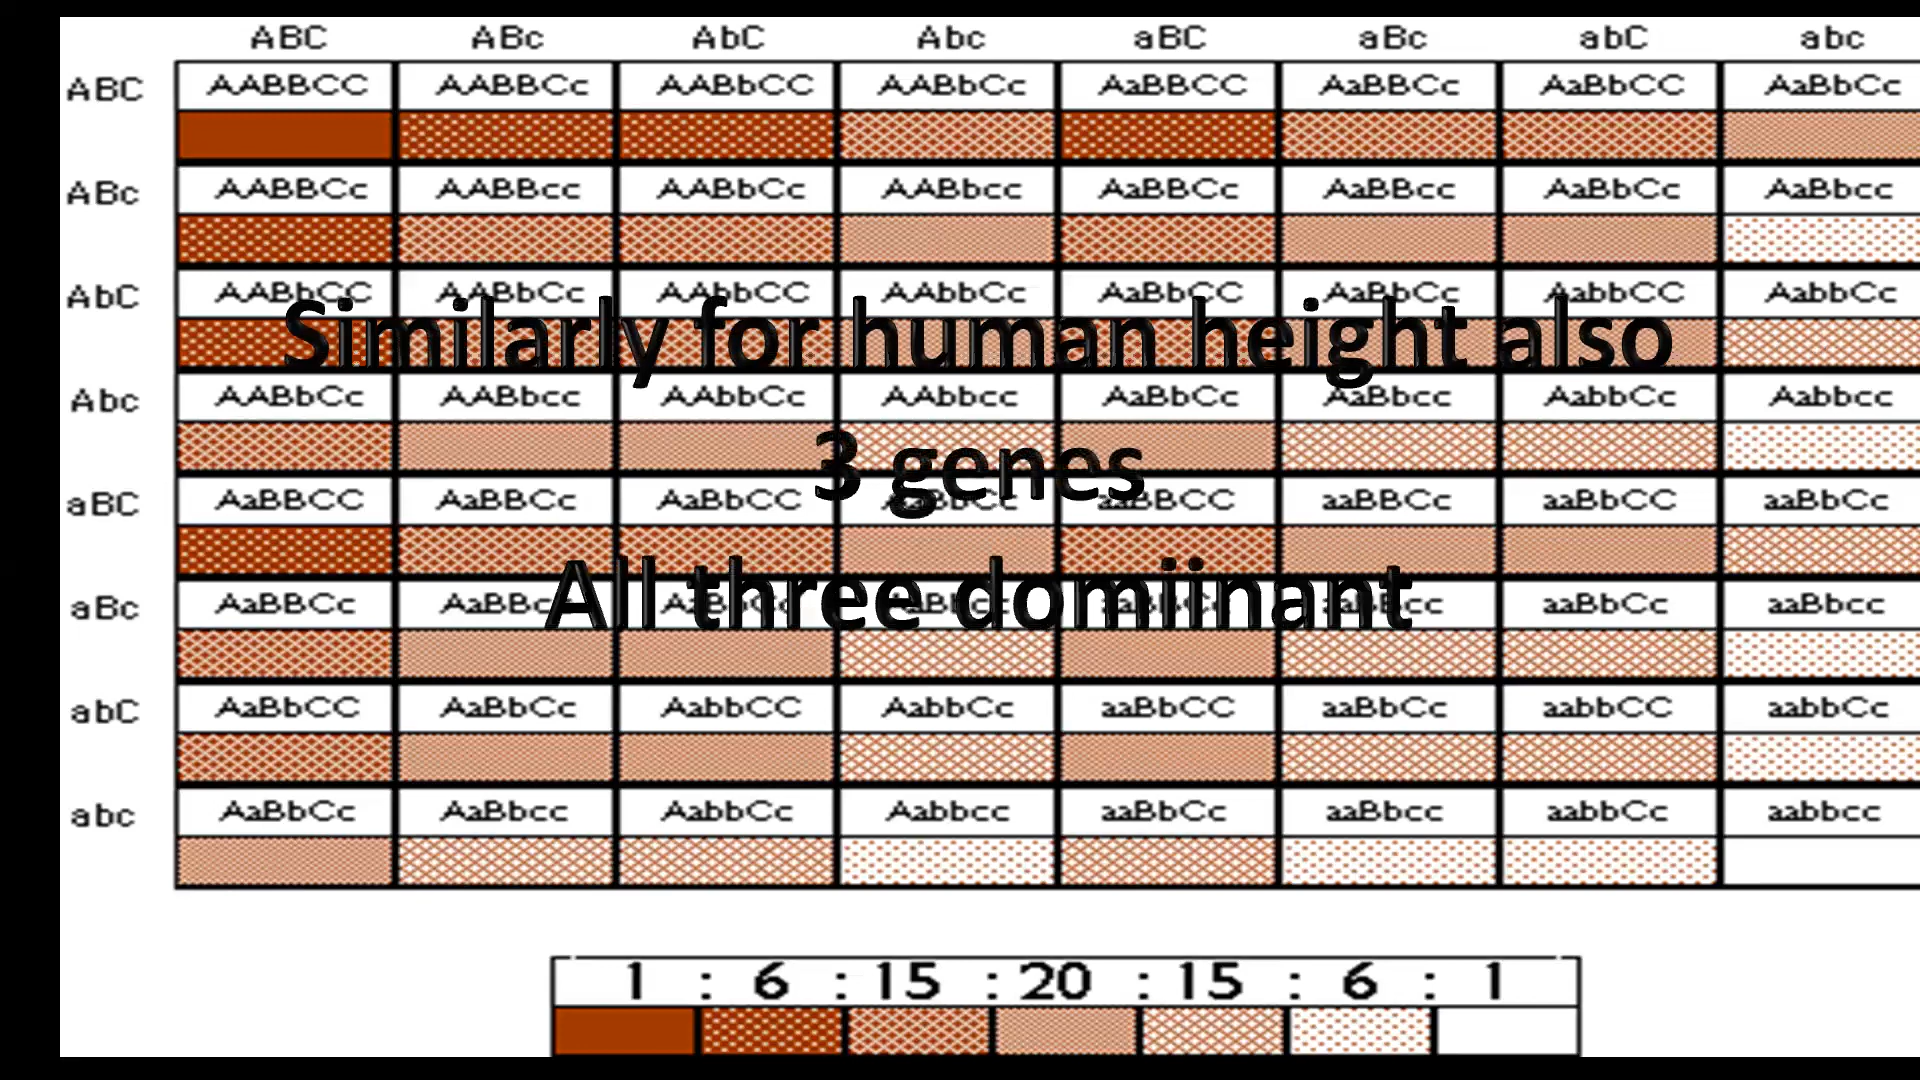 ABC ABc AbC Abc aBC aBc abC abc
ABC AABBCC AABBCc AABbCC AABbCc AaBBCC AaBBCc AaBbCC AaBbCc
ABc AABBCc AABBcc AABbCc AABbcc AaBBCc AaBBcc AaBbCc AaBbcc
AbC AABbCC AABbCc AAbbCC AAbbCc AaBbCC AaBbCc AabbCC AabbCc
Similarly for human height also
Abc AABbCc AABbcc AAbbCc AAbbcc AaBbCc AaBbcc AabbCc Aabbcc
3 genes
aBC AaBBCC AaBBCc AaBbCC aaBBCC aaBBCc aaBbCC aaBbCc
All three domiinant
aBc AaBBCc aaBbCc aaBbcc
abC AaBbCC AaBbCc AabbCC AabbCc aaBbCC aaBbCc aabbCC aabbCc
abc AaBbCc AaBbcc AabbCc Aabbcc aaBbCc aaBbcc aabbCc aabbcc
1 : 6 : 15 : 20 : 15 : 6 : 1